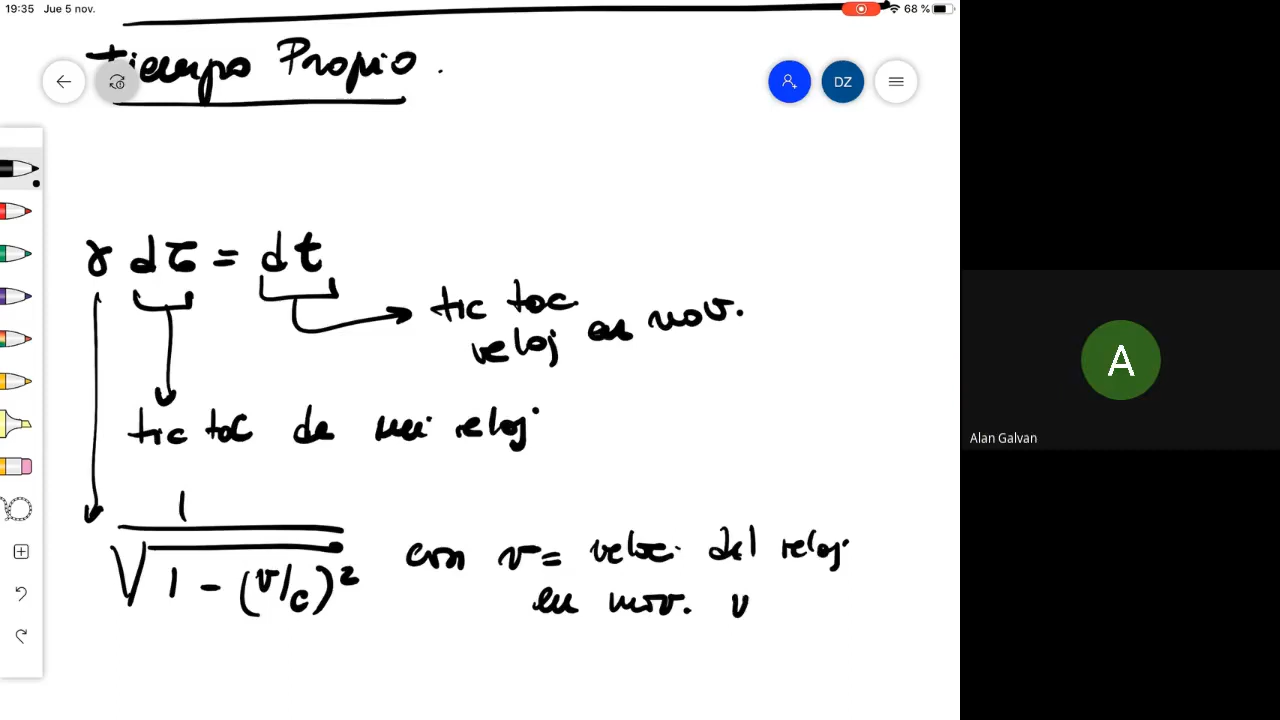 19:35 Jue 5 nov.
68 %
Tiempo Propio.
DZ
γ dτ = dt
tic toc
reloj en mov.
tic toc de mi reloj
A
Alan Galvan
1
√1 - (v/c)²
con v = veloc. del reloj
en mov. v